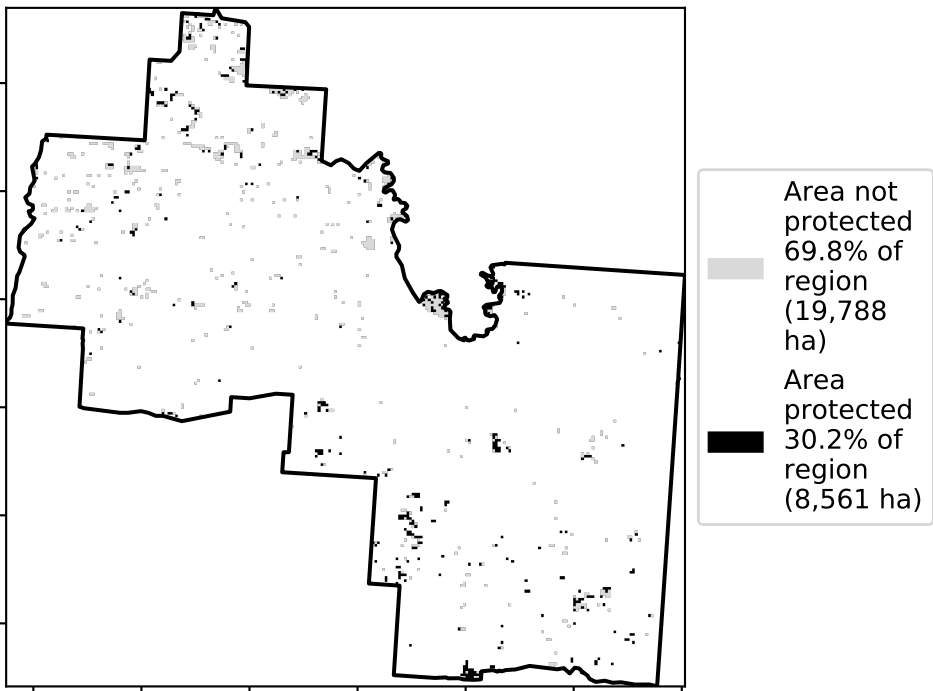 Area not
protected
69.8% of
region
(19,788
ha)
Area
protected
30.2% of
region
(8,561 ha)